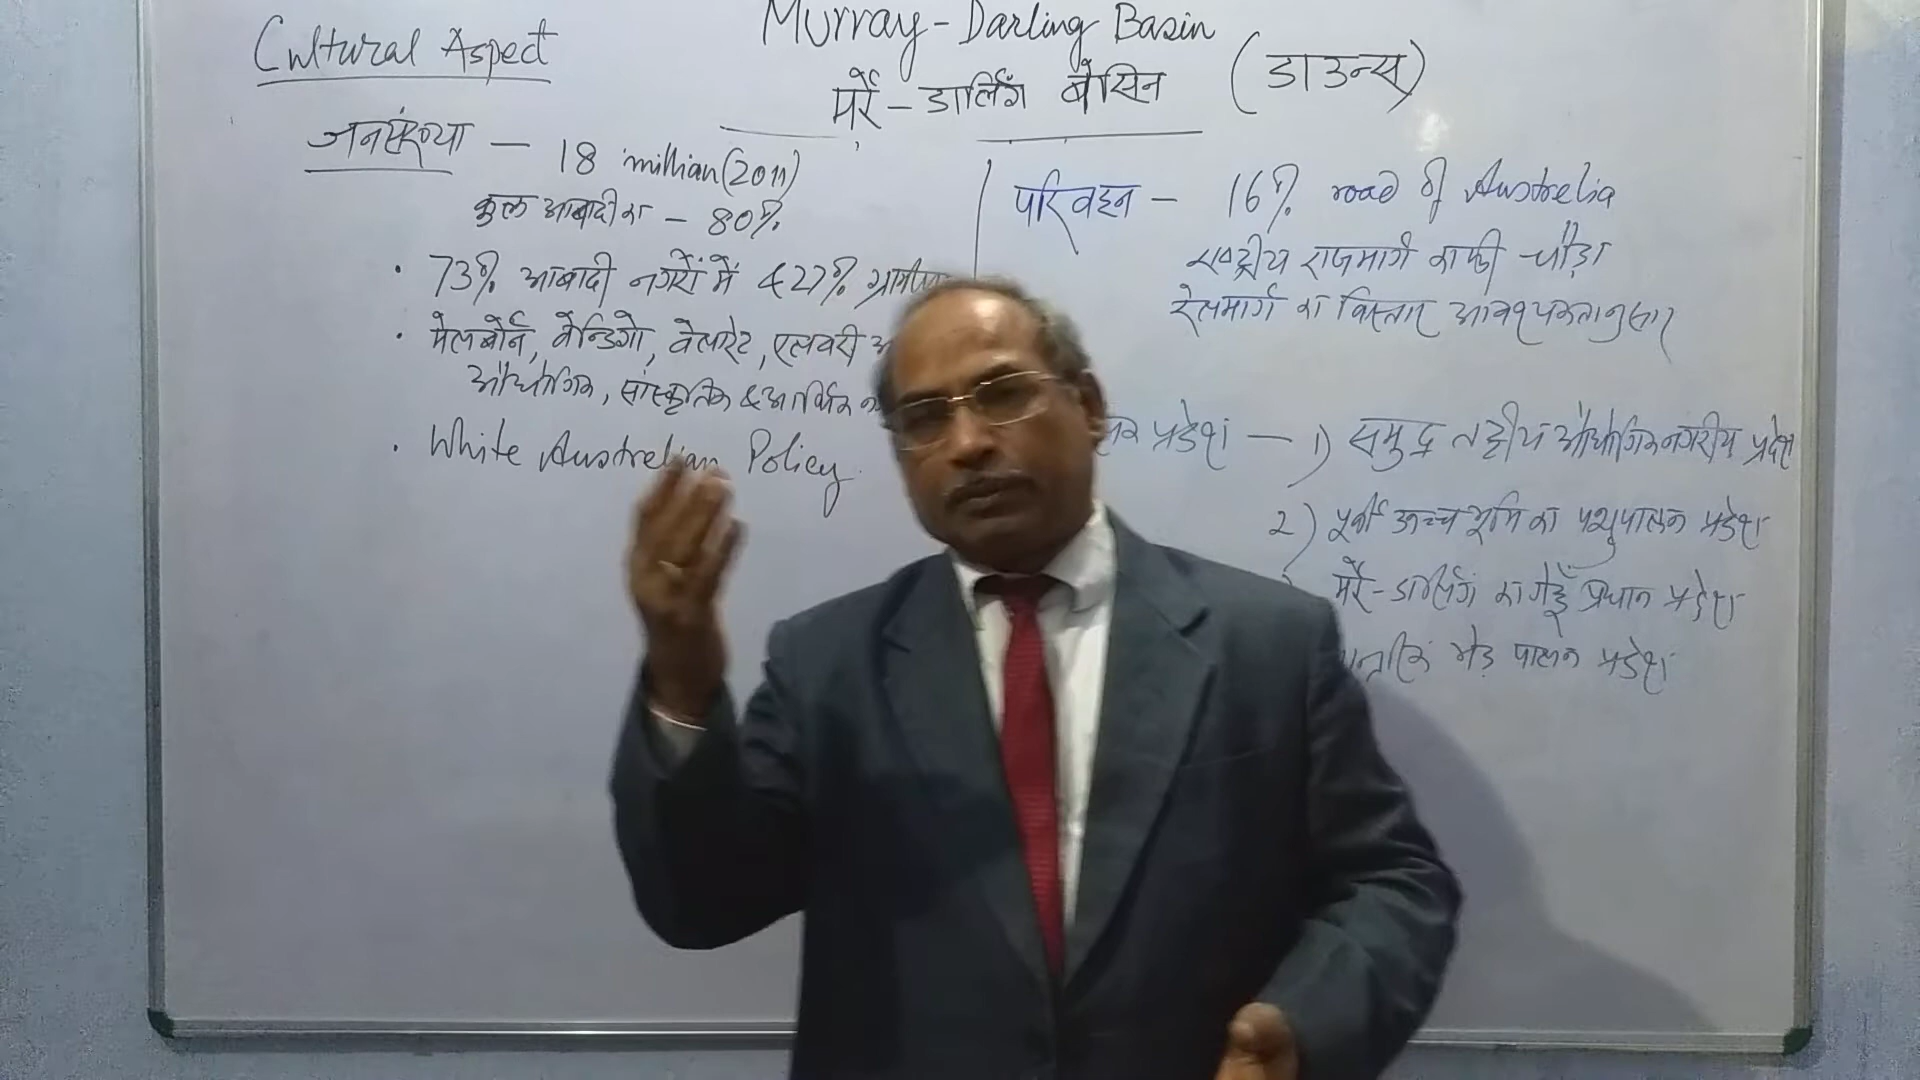 Cultural Aspect
Murray-Darling Basin
मर्रे-डार्लिंग बेसिन (डाउन्स)
जनसंख्या - 18 millian (2011)
कुल आबादी का - 80%
• 73% आबादी नगरों में & 27%
• मेलबोर्न, बेन्डिगो, बेलारेट, एलबरी
औद्योगिक, सांस्कृतिक & आर्थिक
• White Australian Policy
परिवहन - 16% road of Australia
राष्ट्रीय राजमार्ग काफी चौड़ा
रेलमार्ग का विस्तार आवश्यकतानुसार
प्रदेश - 1) समुद्र तटीय औद्योगिक नगरीय प्रदेश
2) पूर्वी उच्च भूमि का पशुपालन प्रदेश
मर्रे-डार्लिंग का गेहूँ प्रधान प्रदेश
भेड़ पालन प्रदेश